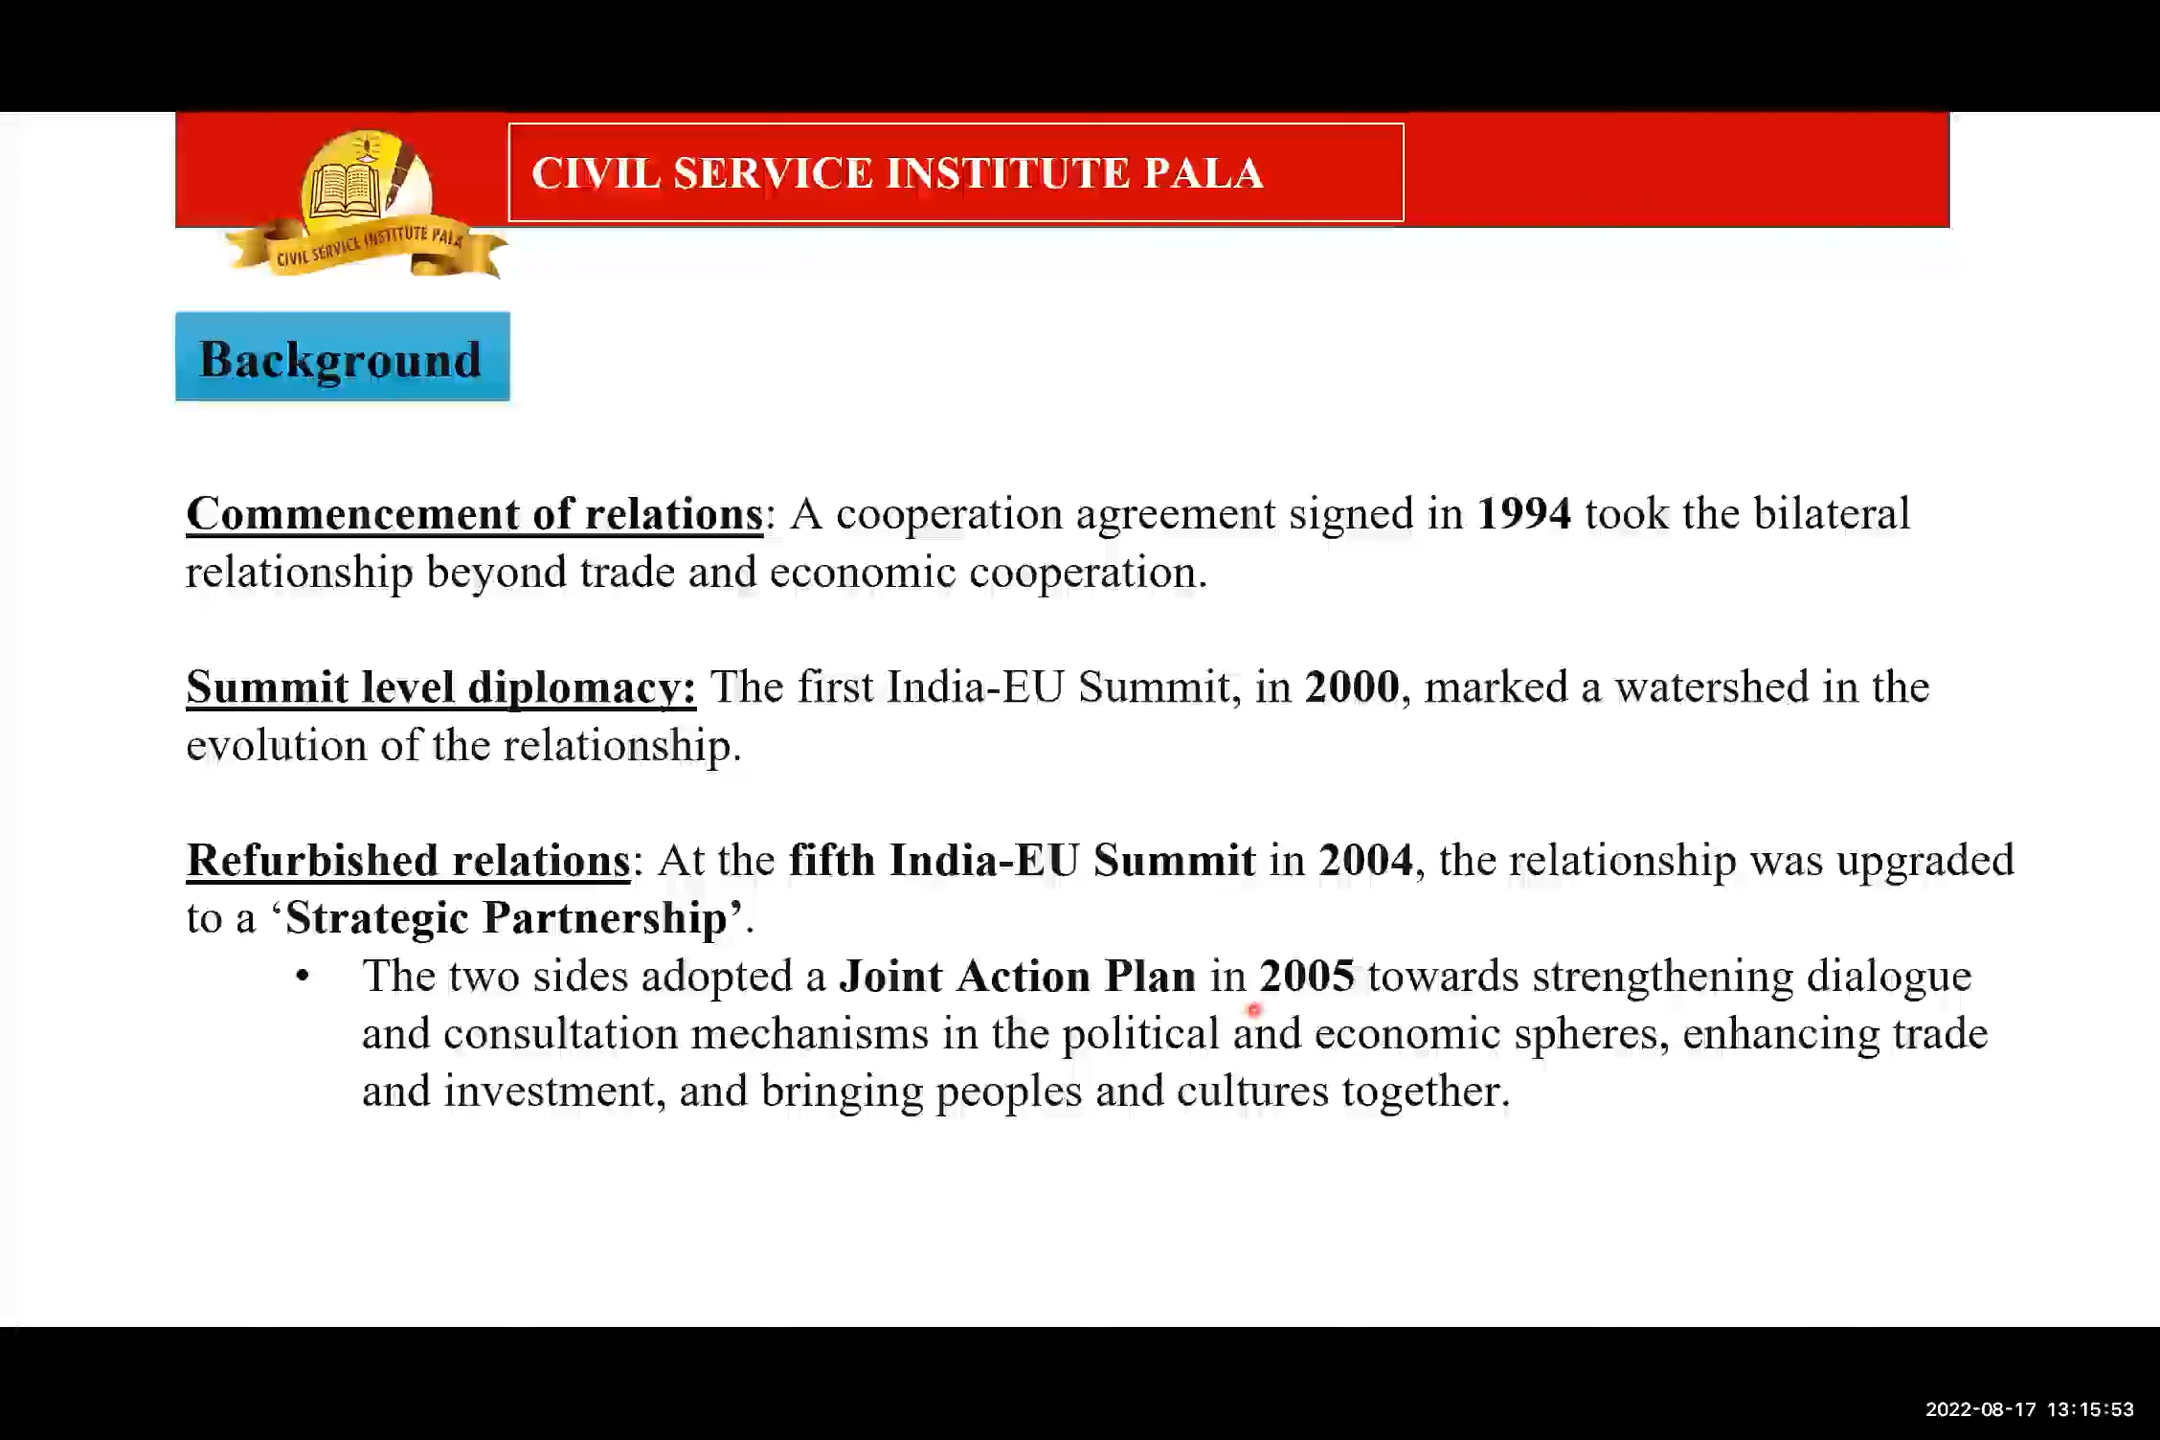 CIVIL SERVICE INSTITUTE PALA
CIVIL SERVICE INSTITUTE PALA
Background
Commencement of relations: A cooperation agreement signed in 1994 took the bilateral
relationship beyond trade and economic cooperation.
Summit level diplomacy: The first India-EU Summit, in 2000, marked a watershed in the
evolution of the relationship.
Refurbished relations: At the fifth India-EU Summit in 2004, the relationship was upgraded
to a ‘Strategic Partnership’.
• The two sides adopted a Joint Action Plan in 2005 towards strengthening dialogue
and consultation mechanisms in the political and economic spheres, enhancing trade
and investment, and bringing peoples and cultures together.
2022-08-17 13:15:53